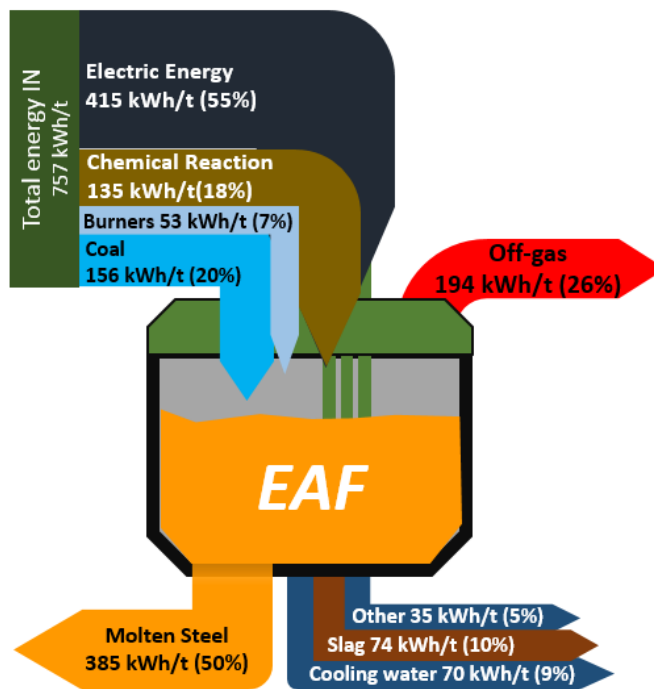 Total energy IN
757 kWh/t
Electric Energy
415 kWh/t (55%)
Chemical Reaction
135 kWh/t(18%)
Burners 53 kWh/t (7%)
Coal
156 kWh/t (20%)
Off-gas
194 kWh/t (26%)
EAF
Molten Steel
385 kWh/t (50%)
Other 35 kWh/t (5%)
Slag 74 kWh/t (10%)
Cooling water 70 kWh/t (9%)